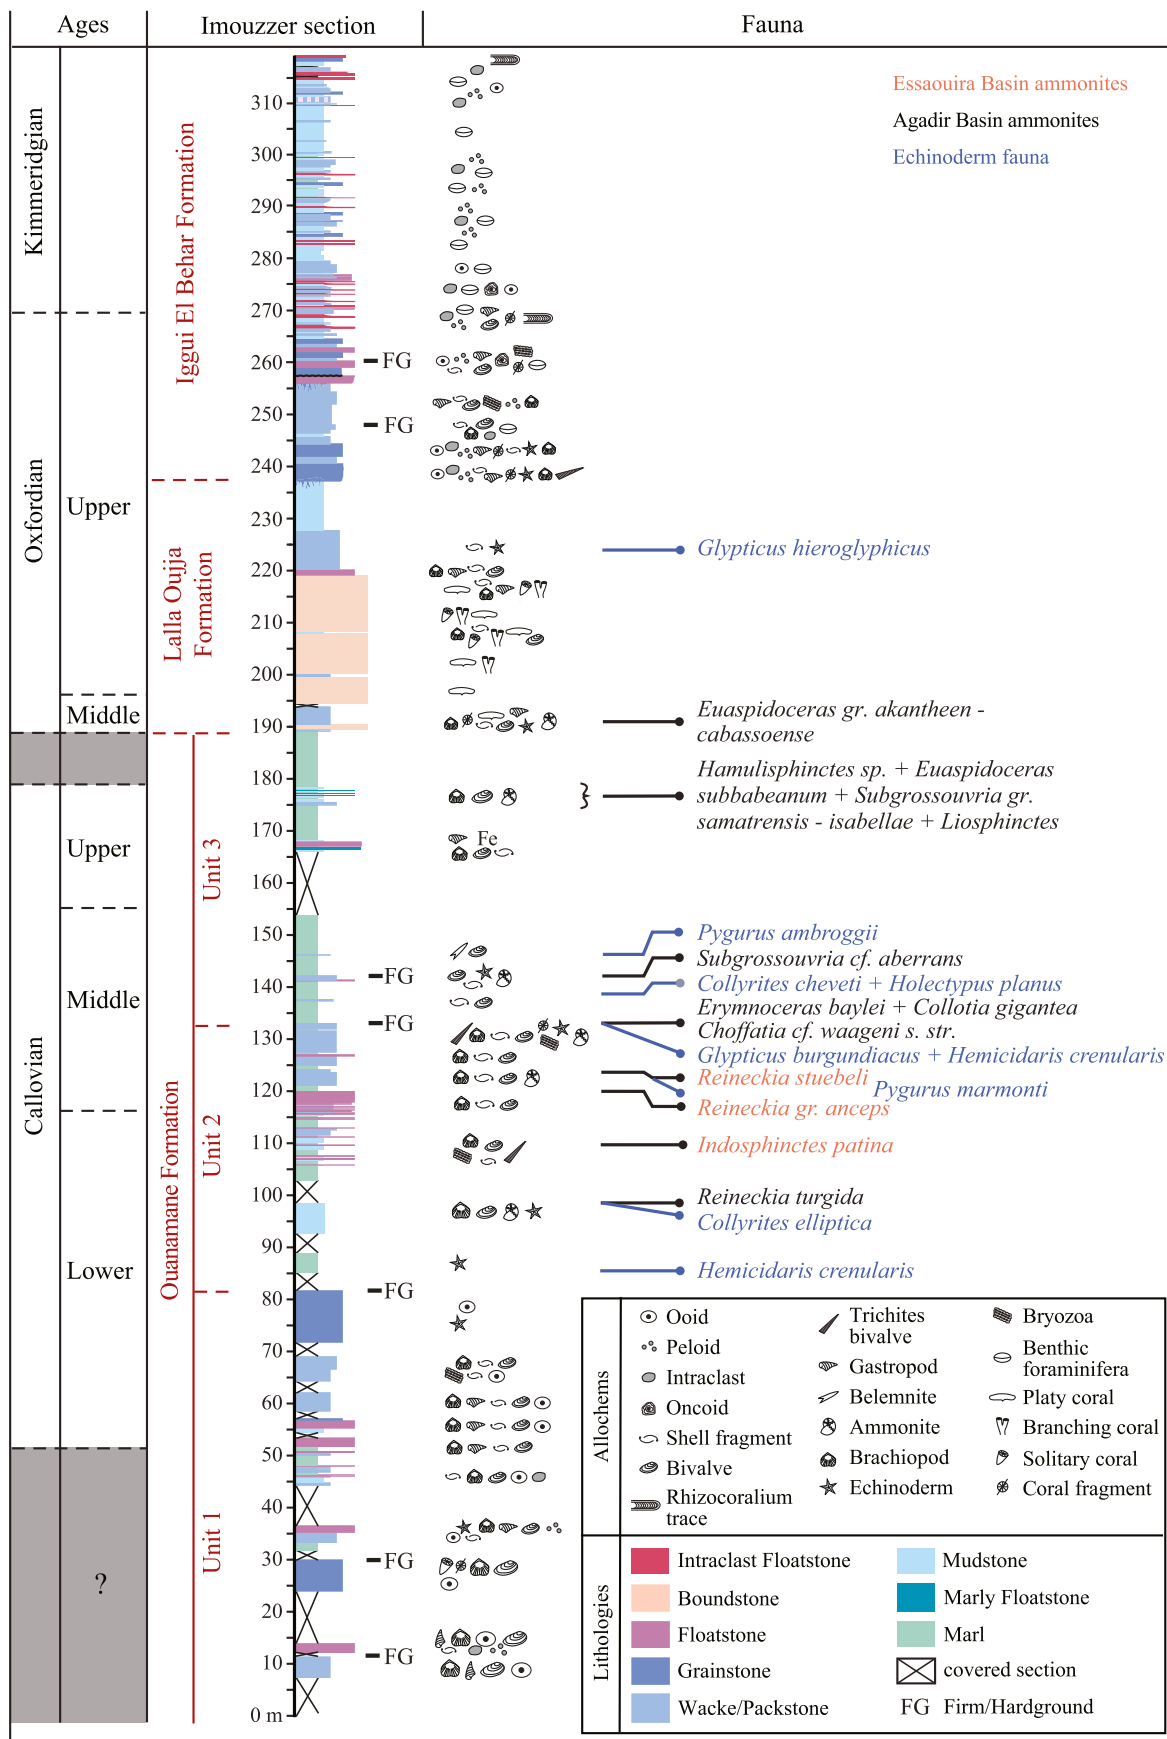 Ages
Imouzzer section
Fauna
Essaouira Basin ammonites
Agadir Basin ammonites
Echinoderm fauna
Kimmeridgian
Oxfordian
Callovian
Upper
Middle
Upper
Middle
Lower
?
Iggui El Behar Formation
Lalla Oujja
Formation
Ouanamane Formation
Unit 3
Unit 2
Unit 1
310
300
290
280
270
260
250
240
230
220
210
200
190
180
170
160
150
140
130
120
110
100
90
80
70
60
50
40
30
20
10
0 m
FG
FG
FG
FG
FG
FG
FG
Fe
Glypticus hieroglyphicus
Euaspidoceras gr. akantheen -
cabassoense
Hamulisphinctes sp. + Euaspidoceras
subbabeanum + Subgrossouvria gr.
samatrensis - isabellae + Liosphinctes
Pygurus ambroggii
Subgrossouvria cf. aberrans
Collyrites cheveti + Holectypus planus
Erymnoceras baylei + Collotia gigantea
Choffatia cf. waageni s. str.
Glypticus burgundiacus + Hemicidaris crenularis
Reineckia stuebeli
Pygurus marmonti
Reineckia gr. anceps
Indosphinctes patina
Reineckia turgida
Collyrites elliptica
Hemicidaris crenularis
Allochems
Ooid
Peloid
Intraclast
Oncoid
Shell fragment
Bivalve
Rhizocoralium
trace
Trichites
bivalve
Gastropod
Belemnite
Ammonite
Brachiopod
Echinoderm
Bryozoa
Benthic
foraminifera
Platy coral
Branching coral
Solitary coral
Coral fragment
Lithologies
Intraclast Floatstone
Boundstone
Floatstone
Grainstone
Wacke/Packstone
Mudstone
Marly Floatstone
Marl
covered section
FG Firm/Hardground